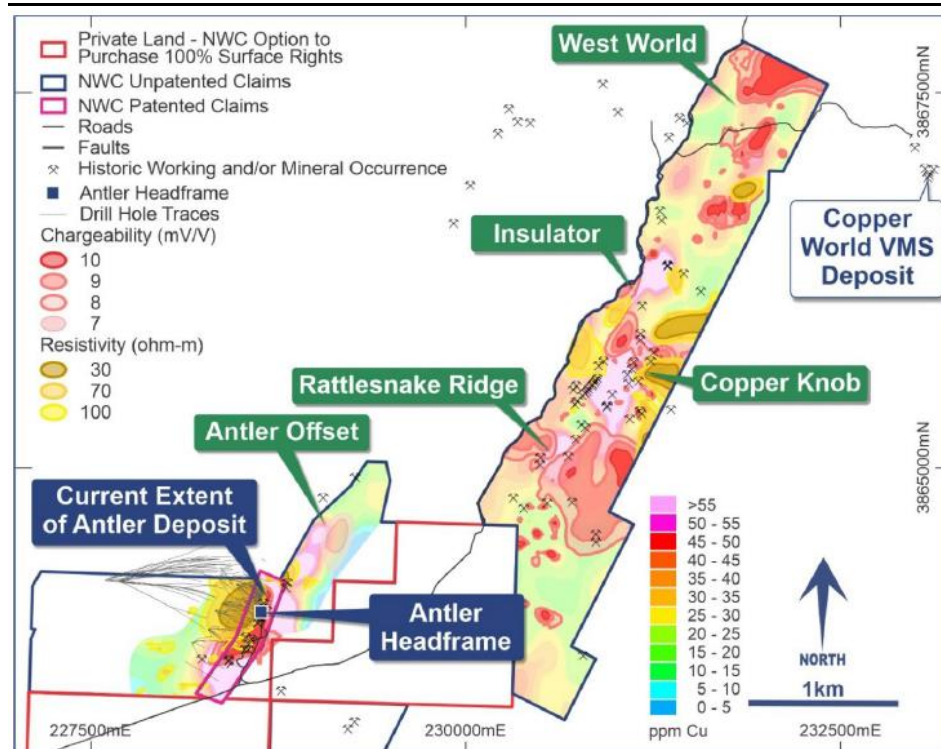 Private Land - NWC Option to
Purchase 100% Surface Rights
NWC Unpatented Claims
NWC Patented Claims
Roads
Faults
Historic Working and/or Mineral Occurrence
Antler Headframe
Drill Hole Traces
Chargeability (mV/V)
10
9
8
7
Resistivity (ohm-m)
30
70
100
West World
3867500mN
Copper
World VMS
Deposit
Insulator
Rattlesnake Ridge
Copper Knob
Antler Offset
3865000mN
Current Extent
of Antler Deposit
Antler
Headframe
>55
50 - 55
45 - 50
40 - 45
35 - 40
30 - 35
25 - 30
20 - 25
15 - 20
10 - 15
5 - 10
0 - 5
ppm Cu
NORTH
1km
227500mE
230000mE
232500mE